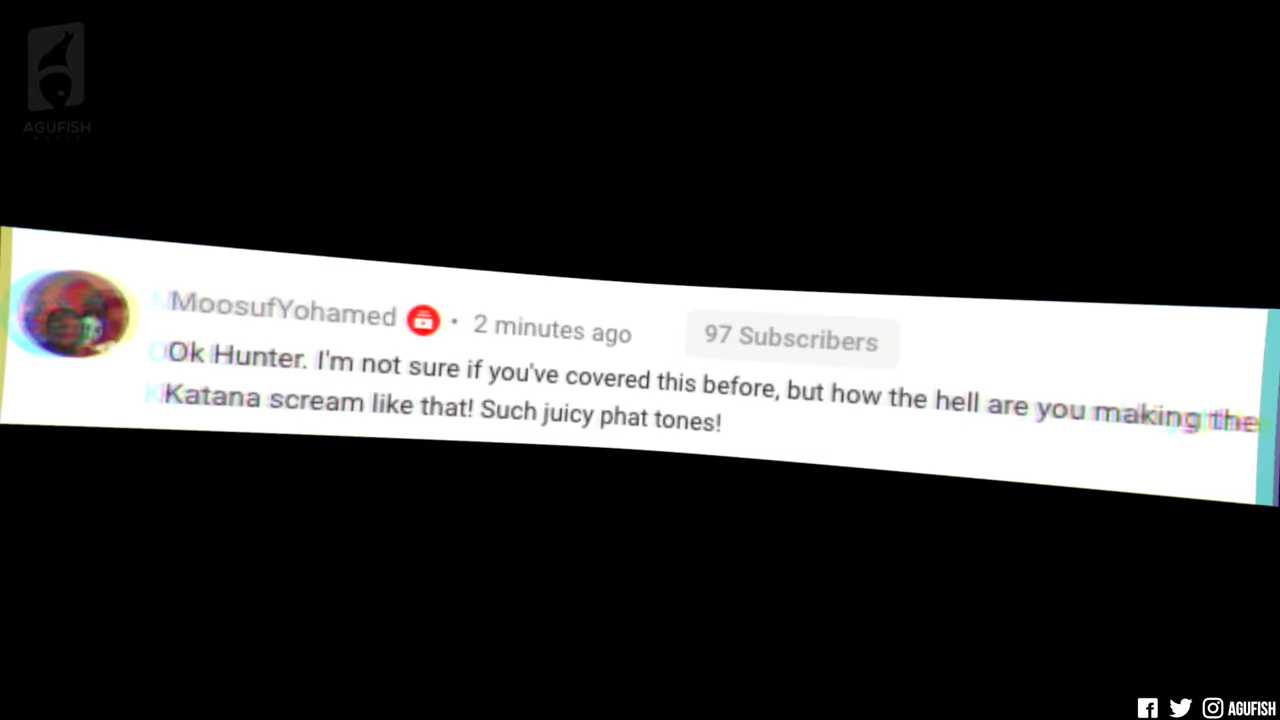 AGUFISH
MoosufYohamed • 2 minutes ago 97 Subscribers
Ok Hunter. I'm not sure if you've covered this before, but how the hell are you making the
Katana scream like that! Such juicy phat tones!
AGUFISH